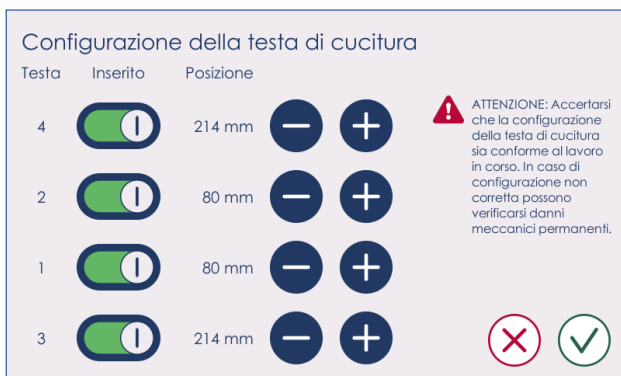 Configurazione della testa di cucitura
Testa Inserito Posizione
4 214 mm
2 80 mm
1 80 mm
3 214 mm
ATTENZIONE: Accertarsi
che la configurazione
della testa di cucitura
sia conforme al lavoro
in corso. In caso di
configurazione non
corretta possono
verificarsi danni
meccanici permanenti.